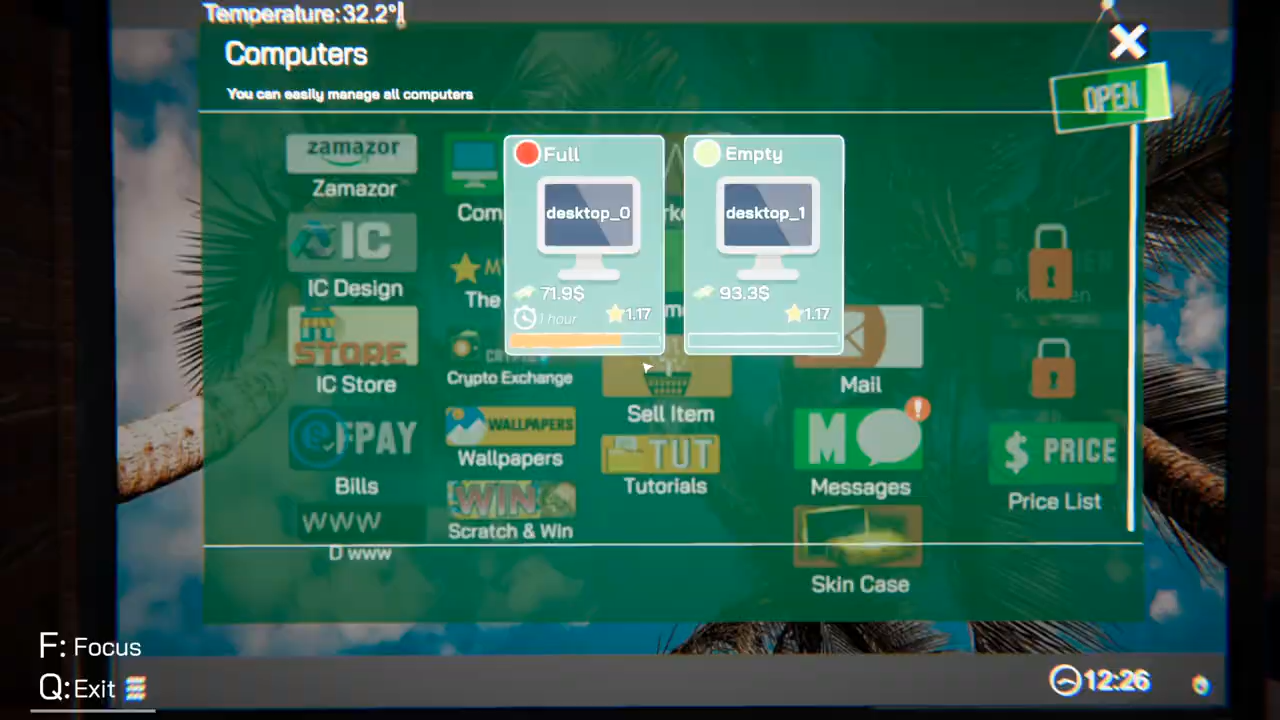 Temperature:32.2°
Computers
You can easily manage all computers
OPEN
zamazor
Zamazor
IC
IC Design
STORE
IC Store
FPAY
Bills
WWW
D www
Com
The
Crypto Exchange
WALLPAPERS
Wallpapers
WIN
Scratch & Win
Full
desktop_0
71.9$
1 hour
1.17
Empty
desktop_1
93.3$
1.17
Sell Item
TUT
Tutorials
Mail
M
Messages
Skin Case
$ PRICE
Price List
F: Focus
Q: Exit
12:26